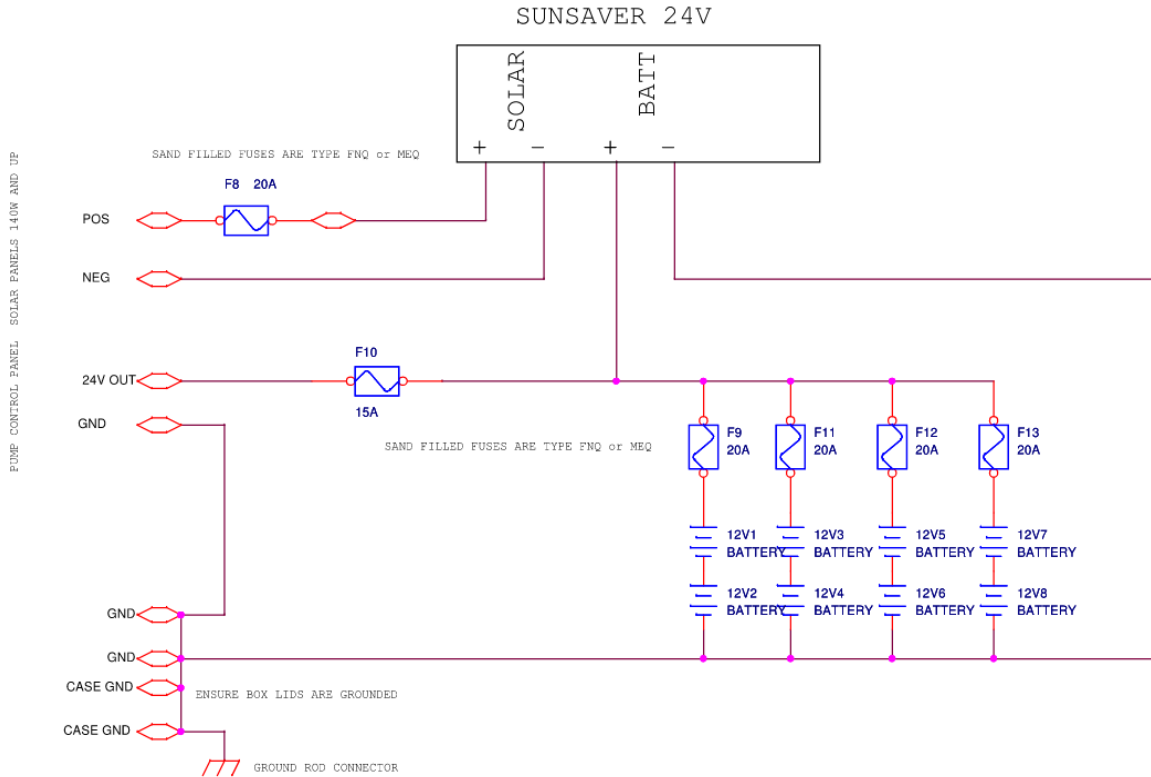 SUNSAVER 24V
SOLAR
BATT
+ − + −
SAND FILLED FUSES ARE TYPE FNQ or MEQ
F8 20A
POS
NEG
PUMP CONTROL PANEL SOLAR PANELS 140W AND UP
F10
24V OUT
15A
GND
SAND FILLED FUSES ARE TYPE FNQ or MEQ
F9
20A
F11
20A
F12
20A
F13
20A
12V1
BATTERY
12V3
BATTERY
12V5
BATTERY
12V7
BATTERY
12V2
BATTERY
12V4
BATTERY
12V6
BATTERY
12V8
BATTERY
GND
GND
CASE GND
ENSURE BOX LIDS ARE GROUNDED
CASE GND
GROUND ROD CONNECTOR